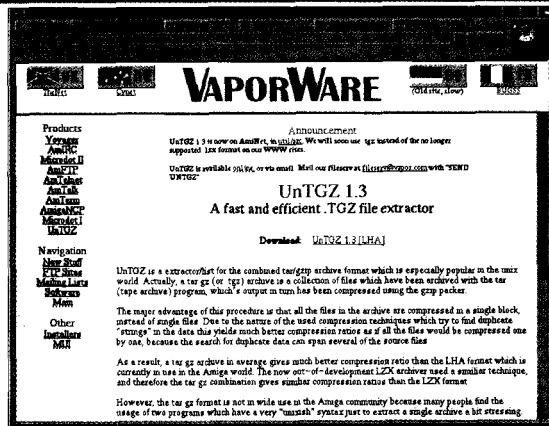 VAPORWARE
(Old site, slow)
Products
Voyager
AmIRC
Microdot II
AmFTP
AmTelnet
AmTalk
AmTerm
AmigaNCP
Microdot I
UnTGZ
Navigation
New Stuff
FTP Sites
Mailing Lists
Software
Main
Other
Installers
MUI
Announcement
UnTGZ 1.3 is now on AmiNet, in util/arc. We will soon use tgz instead of the no longer
supported lzx format on our WWW sites.
UnTGZ is available online, or via email. Mail our fileserv at fileserv@vapor.com with "SEND
UNTGZ"
UnTGZ 1.3
A fast and efficient .TGZ file extractor
Download: UnTGZ 1.3 [LHA]
UnTGZ is a extractor/list for the combined tar/gzip archive format which is especially popular in the unix
world. Actually, a tar gz (or tgz) archive is a collection of files which have been archived with the tar
(tape archive) program, which's output in turn has been compressed using the gzip packer.
The major advantage of this procedure is that all the files in the archive are compressed in a single block,
instead of single files. Due to the nature of the used compression techniques which try to find duplicate
"strings" in the data this yields much better compression ratios as if all the files would be compressed one
by one, because the search for duplicate data can span several of the source files
As a result, a tar gz archive in average gives much better compression ratio than the LHA format which is
currently in use in the Amiga world. The now out-of-development LZX archiver used a similiar technique,
and therefore the tar gz combination gives similiar compression ratios than the LZX format
However, the tar gz format is not in wide use in the Amiga community because many people find the
usage of two programs which have a very "unixish" syntax just to extract a single archive a bit stressing.